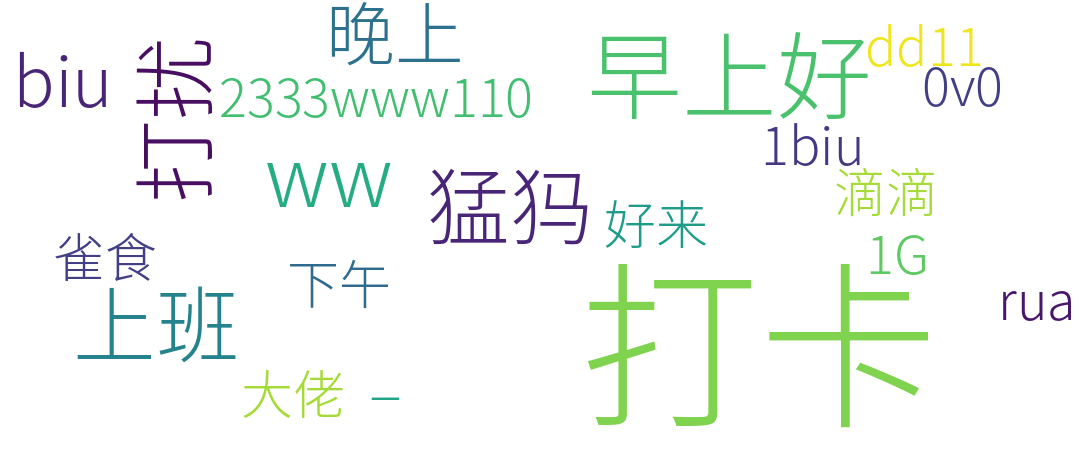 晚上
早上好
dd11
biu
打扰
2333www110
0v0
1biu
ww
猛犸
滴滴
好来
雀食
1G
下午
上班
打卡
rua
大佬
–